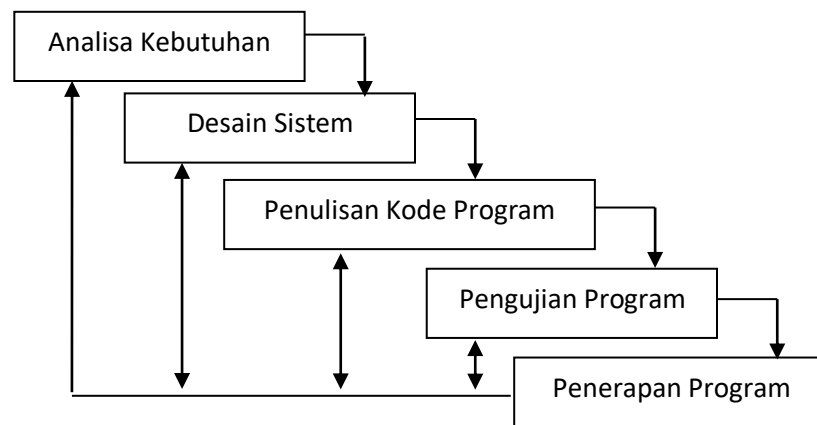 Analisa Kebutuhan
Desain Sistem
Penulisan Kode Program
Pengujian Program
Penerapan Program